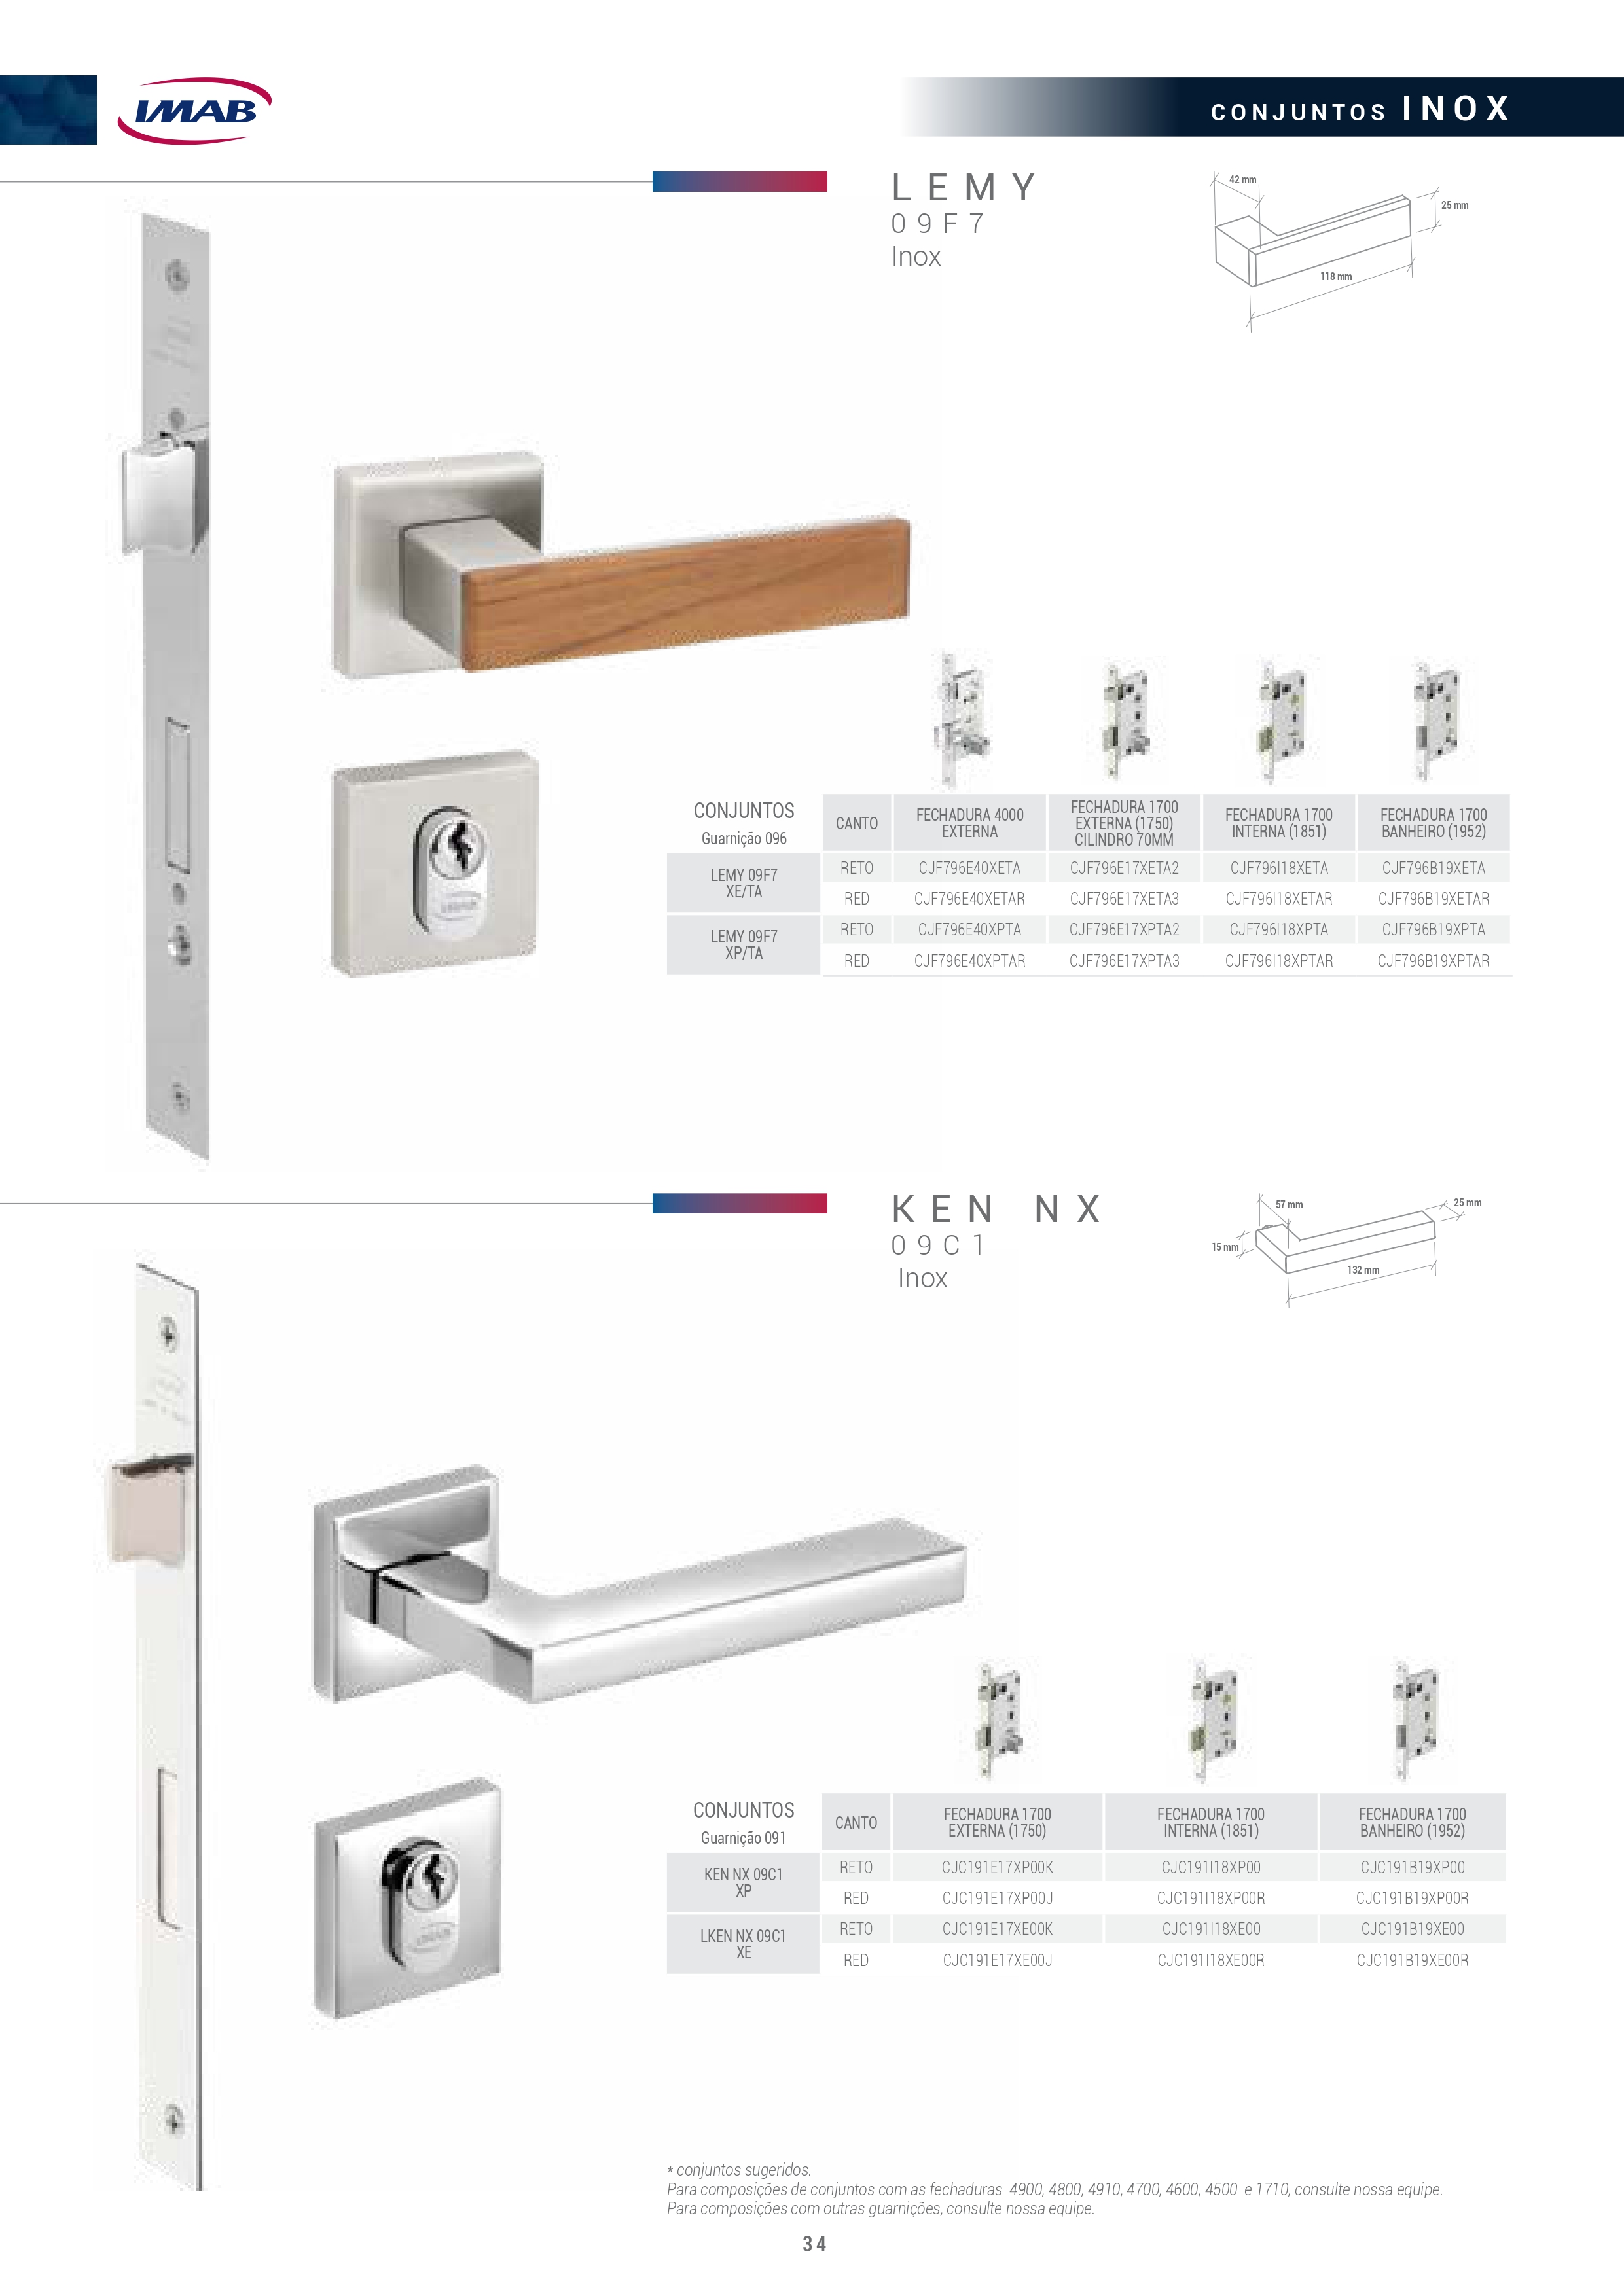 IMAB
CONJUNTOS INOX
LEMY
09F7
Inox
42 mm
25 mm
118 mm
CONJUNTOS
Guarnição 096
CANTO
FECHADURA 4000
EXTERNA
FECHADURA 1700
EXTERNA (1750)
CILINDRO 70MM
FECHADURA 1700
INTERNA (1851)
FECHADURA 1700
BANHEIRO (1952)
LEMY 09F7
XE/TA
RETO CJF796E40XETA CJF796E17XETA2 CJF796I18XETA CJF796B19XETA
RED CJF796E40XETAR CJF796E17XETA3 CJF796I18XETAR CJF796B19XETAR
LEMY 09F7
XP/TA
RETO CJF796E40XPTA CJF796E17XPTA2 CJF796I18XPTA CJF796B19XPTA
RED CJF796E40XPTAR CJF796E17XPTA3 CJF796I18XPTAR CJF796B19XPTAR
KEN NX
09C1
Inox
57 mm
25 mm
15 mm
132 mm
CONJUNTOS
Guarnição 091
CANTO
FECHADURA 1700
EXTERNA (1750)
FECHADURA 1700
INTERNA (1851)
FECHADURA 1700
BANHEIRO (1952)
KEN NX 09C1
XP
RETO CJC191E17XP00K CJC191I18XP00 CJC191B19XP00
RED CJC191E17XP00J CJC191I18XP00R CJC191B19XP00R
LKEN NX 09C1
XE
RETO CJC191E17XE00K CJC191I18XE00 CJC191B19XE00
RED CJC191E17XE00J CJC191I18XE00R CJC191B19XE00R
* conjuntos sugeridos.
Para composições de conjuntos com as fechaduras 4900, 4800, 4910, 4700, 4600, 4500 e 1710, consulte nossa equipe.
Para composições com outras guarnições, consulte nossa equipe.
34